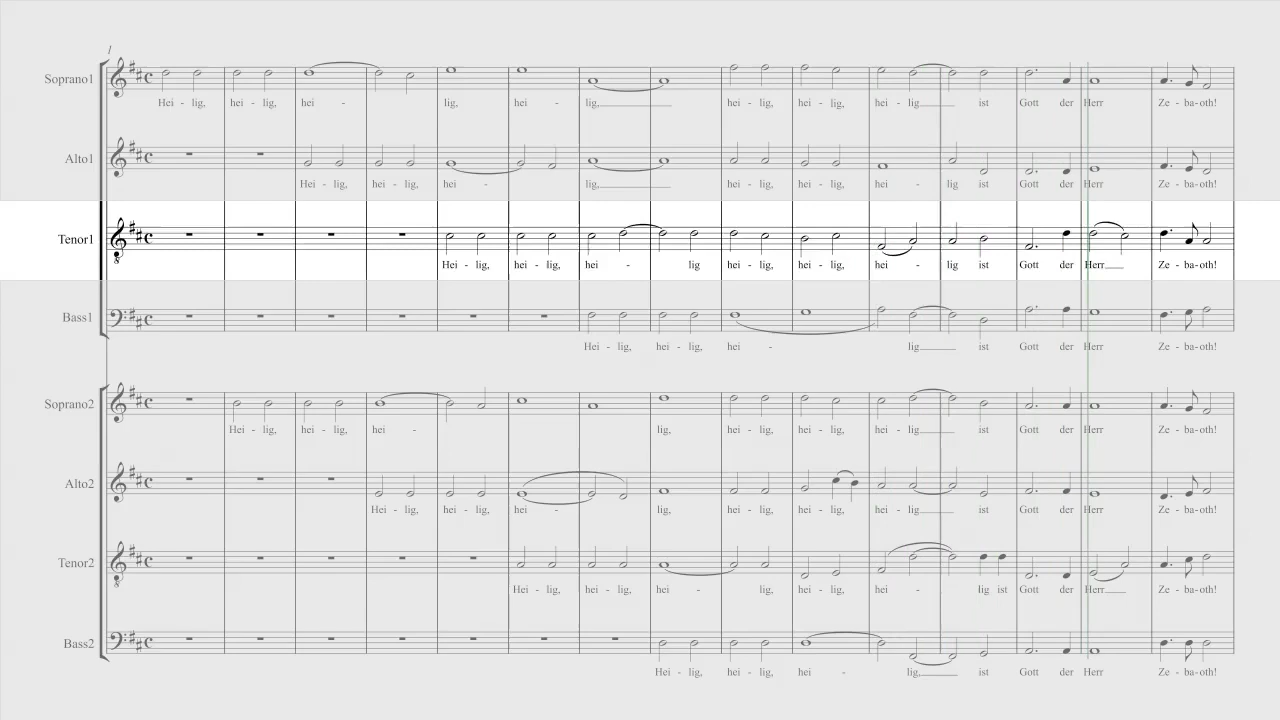 1
Soprano1
Hei - lig, hei - lig, hei - lig, hei - lig, hei - lig, hei - lig, hei - lig ist Gott der Herr Ze - ba - oth!
Alto1
Hei - lig, hei - lig, hei - lig, hei - lig, hei - lig, hei - lig ist Gott der Herr Ze - ba - oth!
Tenor1
Hei - lig, hei - lig, hei - lig hei - lig, hei - lig, hei - lig ist Gott der Herr Ze - ba - oth!
Bass1
Hei - lig, hei - lig, hei - lig ist Gott der Herr Ze - ba - oth!
Soprano2
Hei - lig, hei - lig, hei - lig, hei - lig, hei - lig, hei - lig ist Gott der Herr Ze - ba - oth!
Alto2
Hei - lig, hei - lig, hei - lig, hei - lig, hei - lig, hei - lig ist Gott der Herr Ze - ba - oth!
Tenor2
Hei - lig, hei - lig, hei - lig, hei - lig, hei - lig ist Gott der Herr Ze - ba - oth!
Bass2
Hei - lig, hei - lig, hei - lig, ist Gott der Herr Ze - ba - oth!